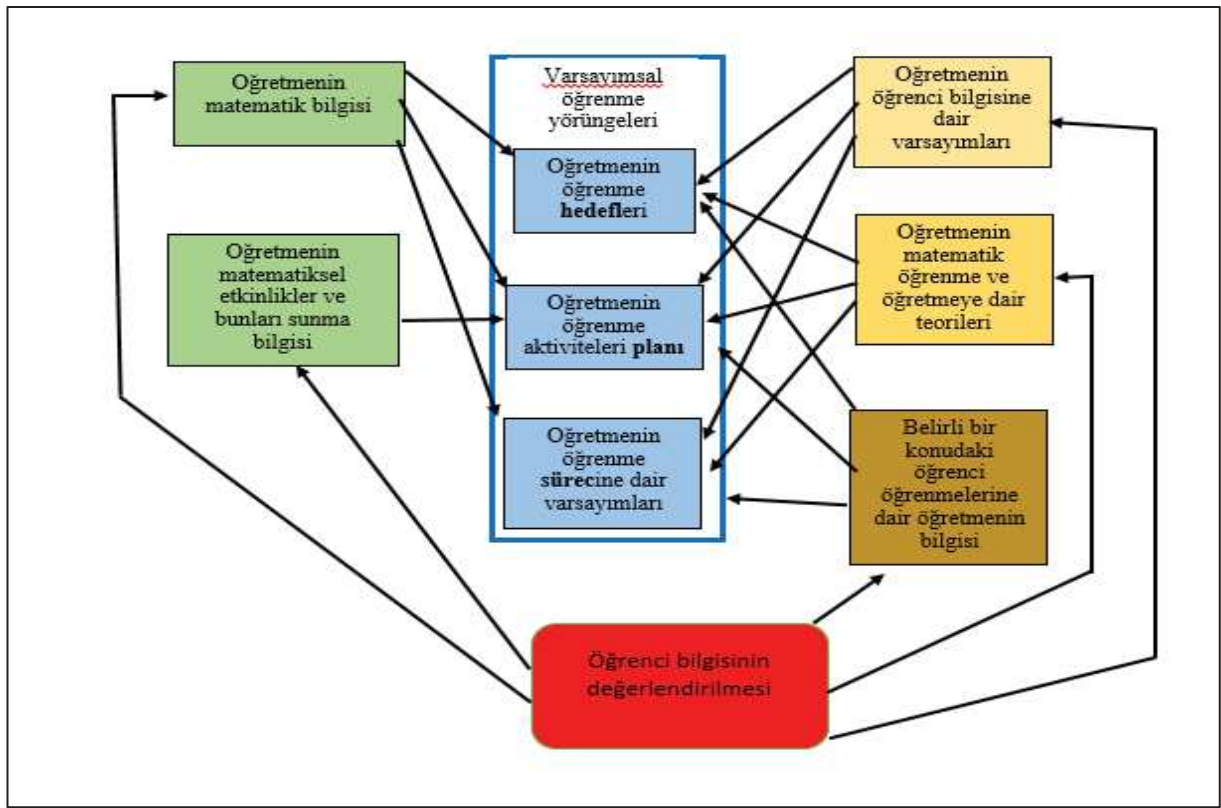 Öğretmenin
matematik bilgisi
Öğretmenin
matematiksel
etkinlikler ve
bunları sunma
bilgisi
Varsayımsal
öğrenme
yörüngeleri
Öğretmenin
öğrenme
hedefleri
Öğretmenin
öğrenme
aktiviteleri planı
Öğretmenin
öğrenme
sürecine dair
varsayımları
Öğretmenin
öğrenci bilgisine
dair
varsayımları
Öğretmenin
matematik
öğrenme ve
öğretmeye dair
teorileri
Belirli bir
konudaki
öğrenci
öğrenmelerine
dair öğretmenin
bilgisi
Öğrenci bilgisinin
değerlendirilmesi